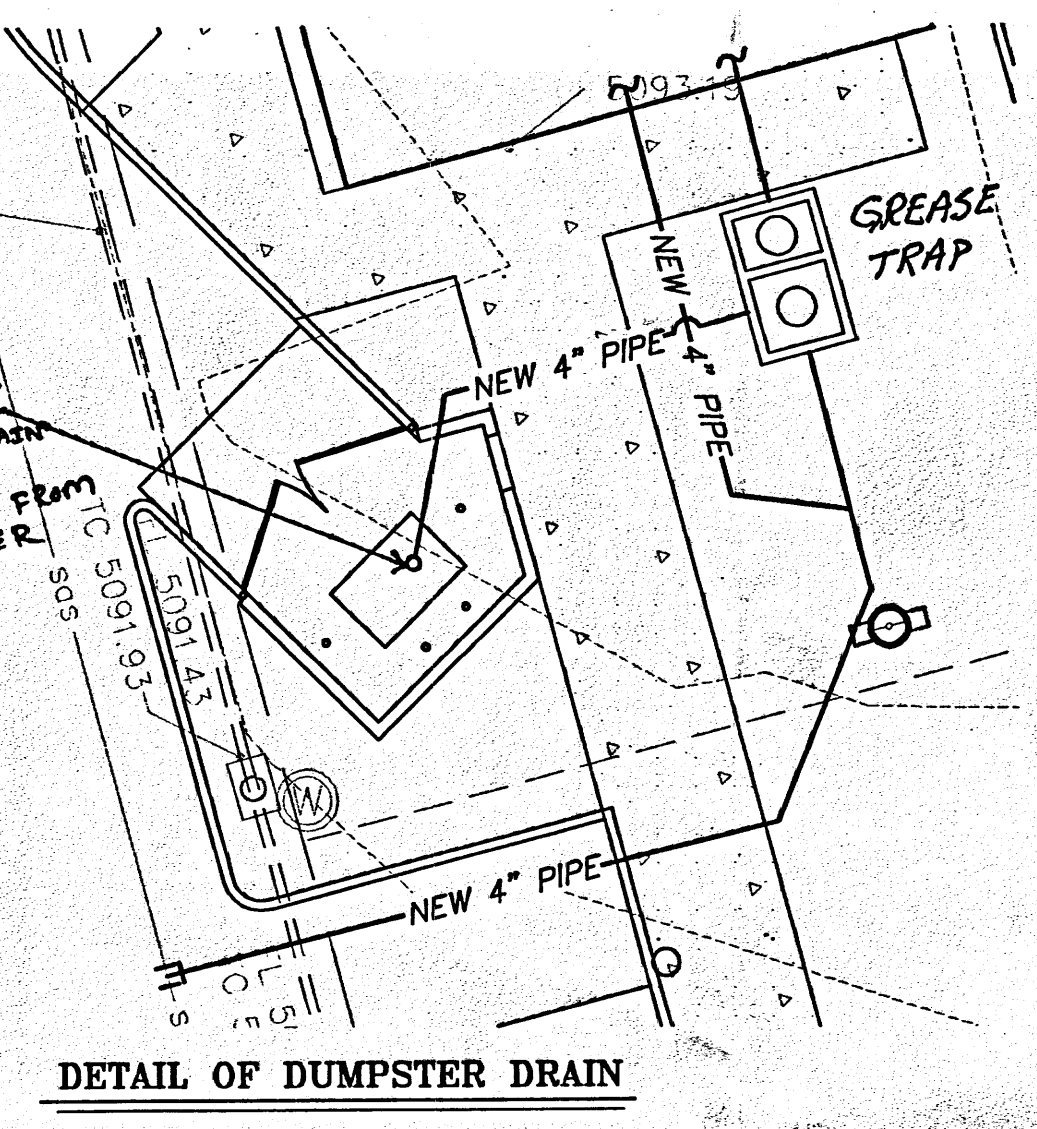 5093.19
GREASE
TRAP
NEW 4" PIPE
NEW 4" PIPE
FROM
TC 5091.93
5091.43
sas
W
NEW 4" PIPE
S
DETAIL OF DUMPSTER DRAIN